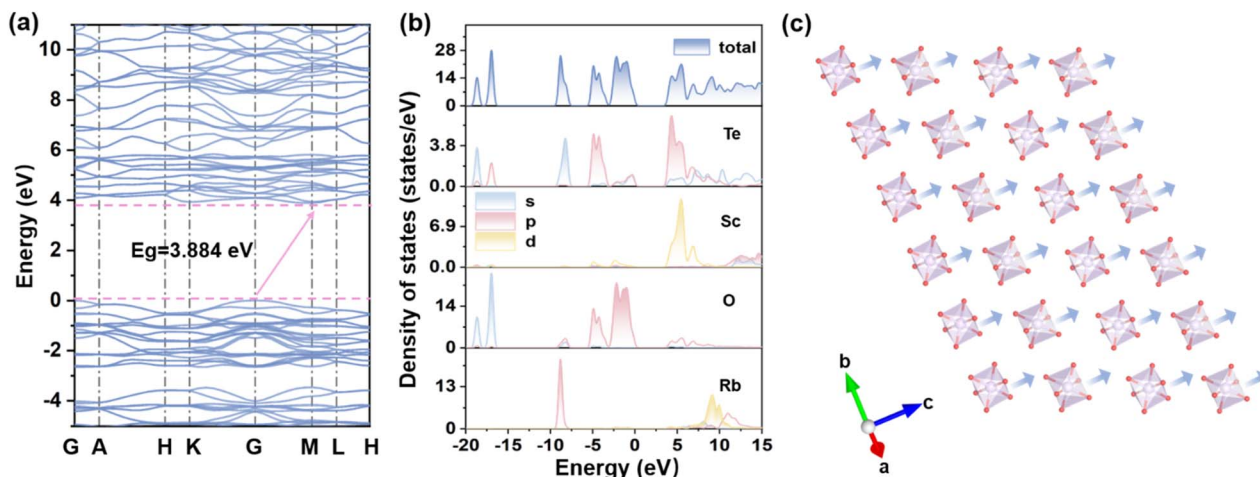 (a)
Energy (eV)
10
8
6
4
2
0
-2
-4
Eg=3.884 eV
G A H K G M L H
(b)
Density of states (states/eV)
total
28
14
0
Te
3.8
0.0
s
p
d
Sc
6.9
0.0
O
14
0
Rb
13
0
-20 -15 -10 -5 0 5 10 15
Energy (eV)
(c)
b
c
a